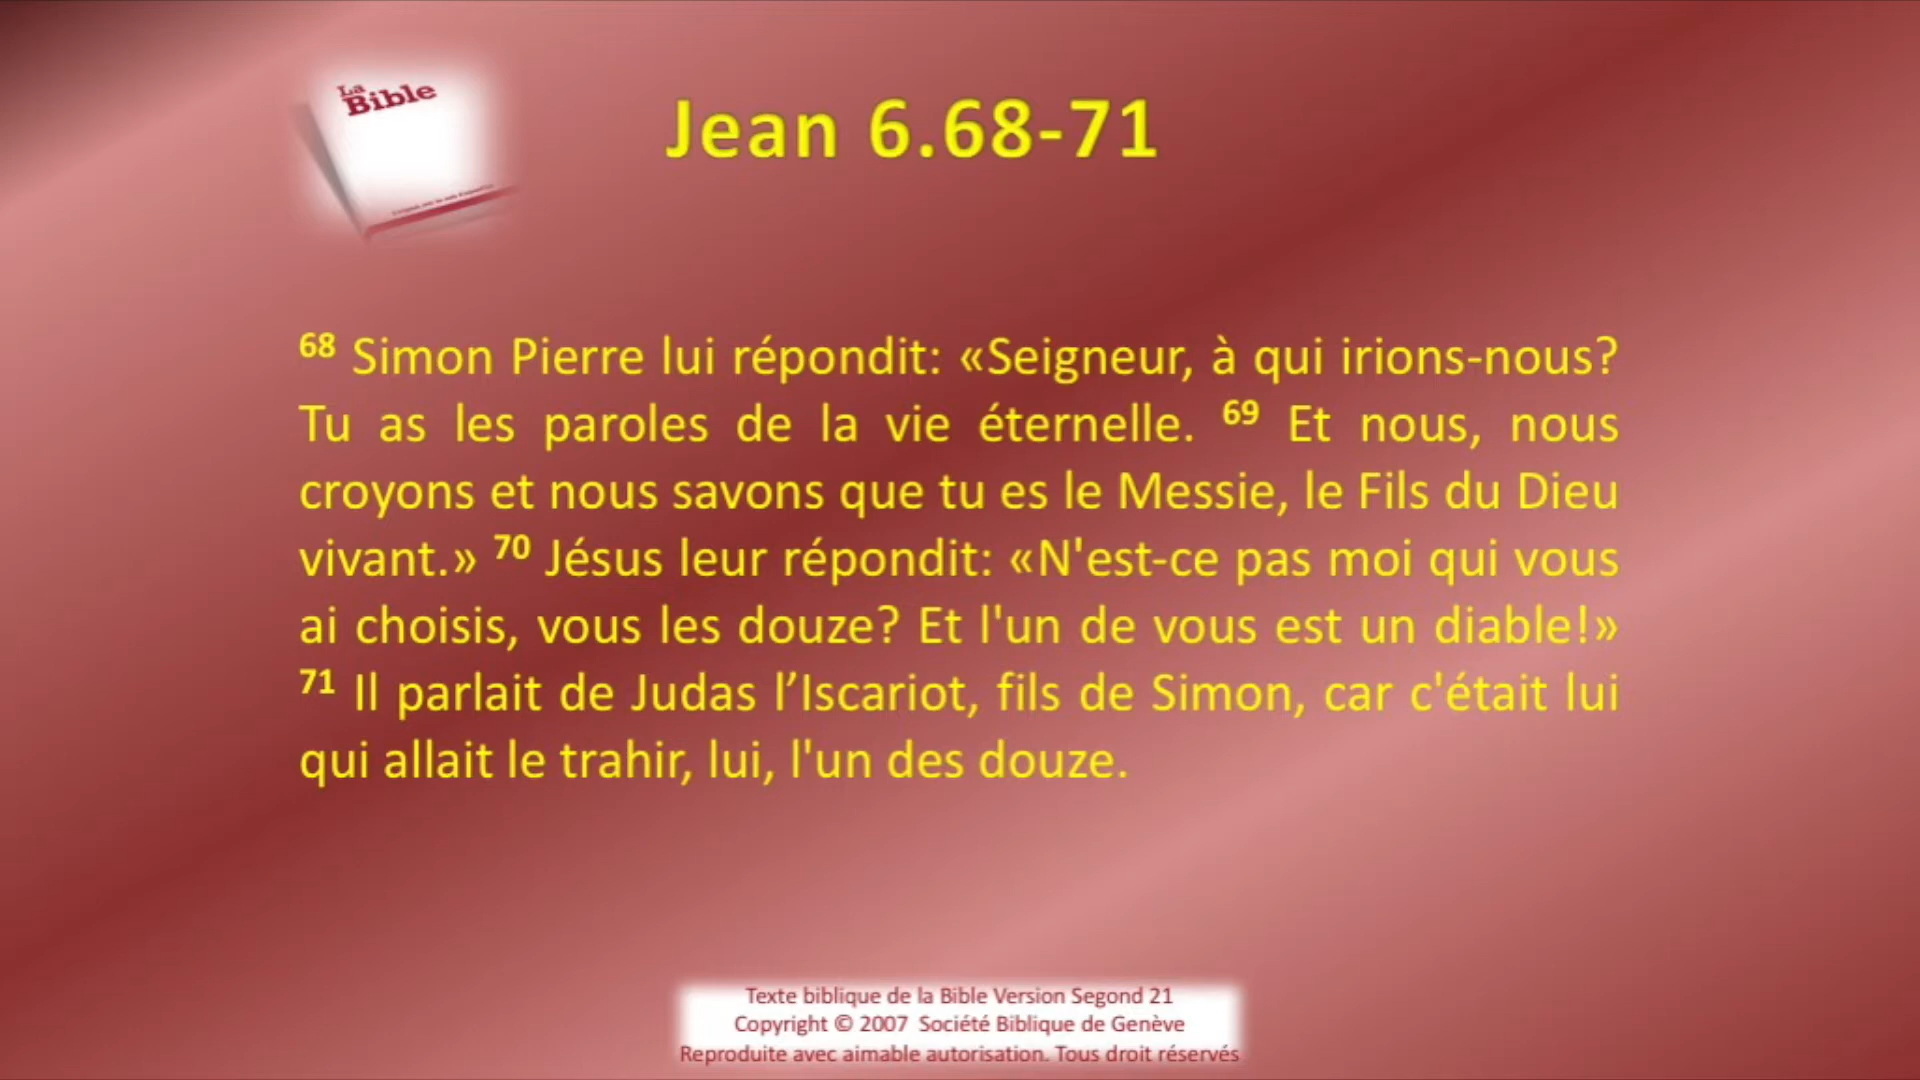 La
Bible
Jean 6.68-71
68 Simon Pierre lui répondit: «Seigneur, à qui irions-nous?
Tu as les paroles de la vie éternelle. 69 Et nous, nous
croyons et nous savons que tu es le Messie, le Fils du Dieu
vivant.» 70 Jésus leur répondit: «N'est-ce pas moi qui vous
ai choisis, vous les douze? Et l'un de vous est un diable!»
71 Il parlait de Judas l’Iscariot, fils de Simon, car c'était lui
qui allait le trahir, lui, l'un des douze.
Texte biblique de la Bible Version Segond 21
Copyright © 2007 Société Biblique de Genève
Reproduite avec aimable autorisation. Tous droit réservés